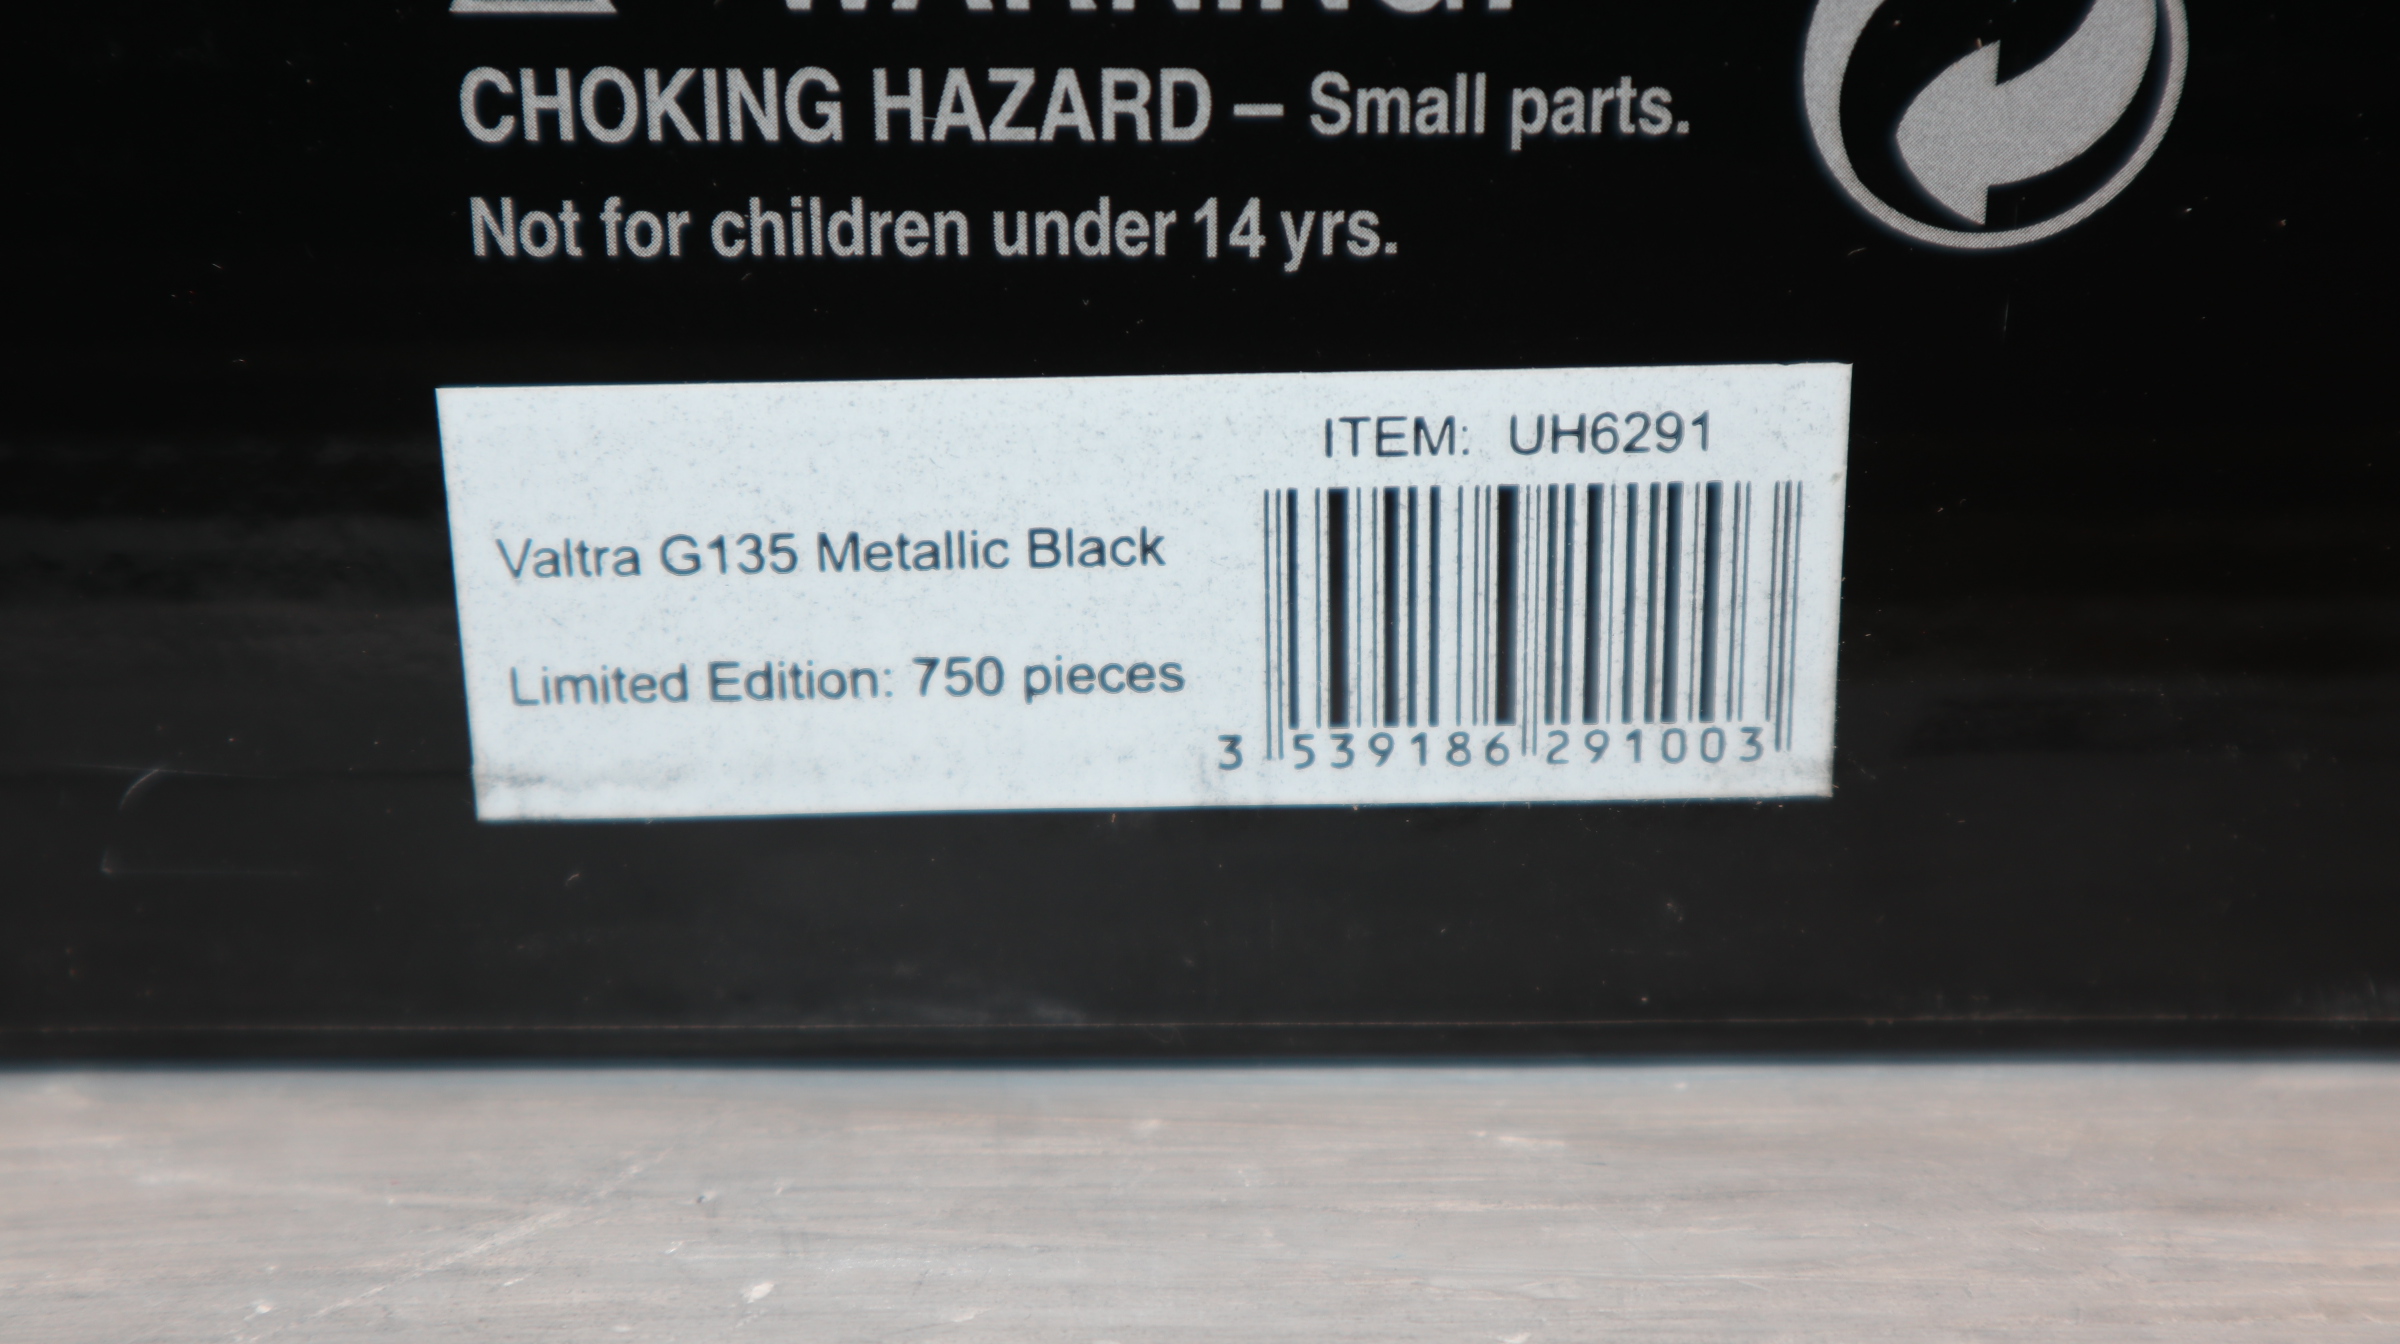 WARNING!
CHOKING HAZARD – Small parts.
Not for children under 14 yrs.
ITEM: UH6291
Valtra G135 Metallic Black
Limited Edition: 750 pieces
3 539186 291003